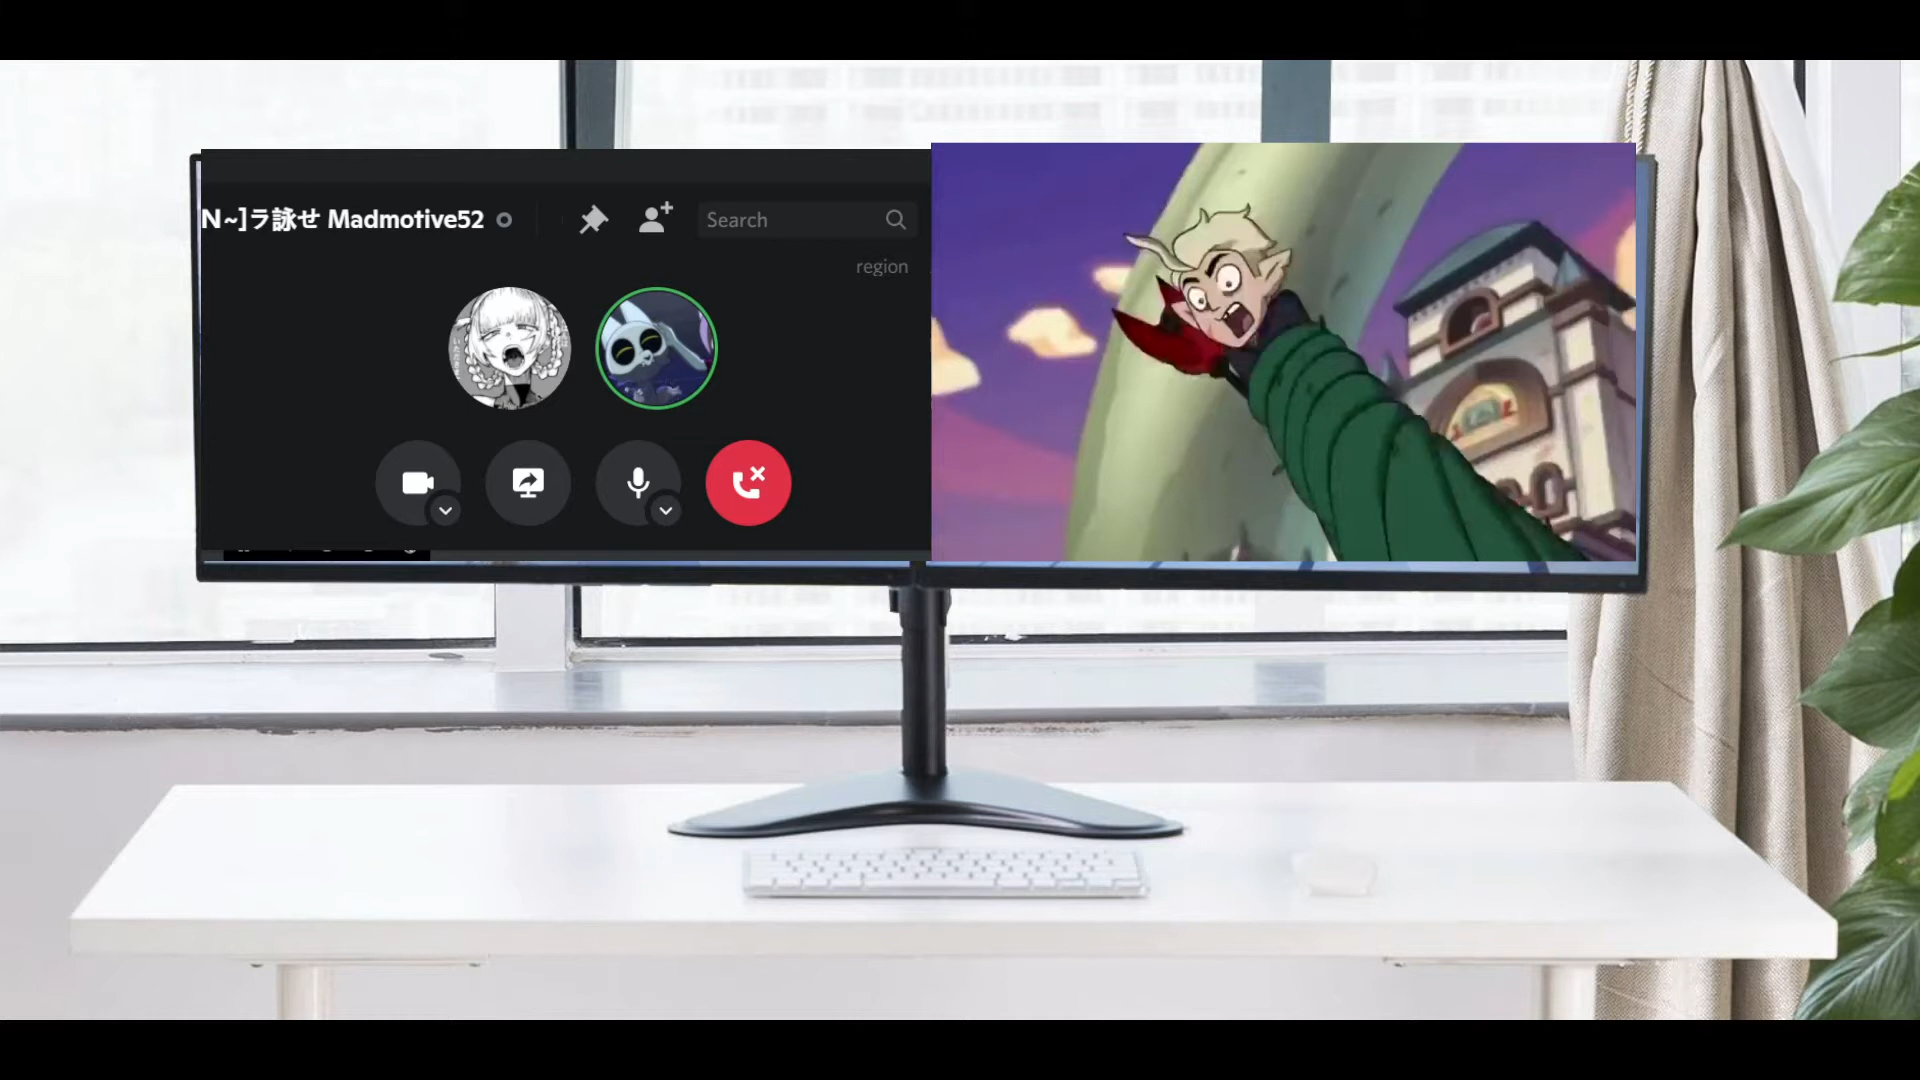 N~]ラ詠せ Madmotive52
Search
region